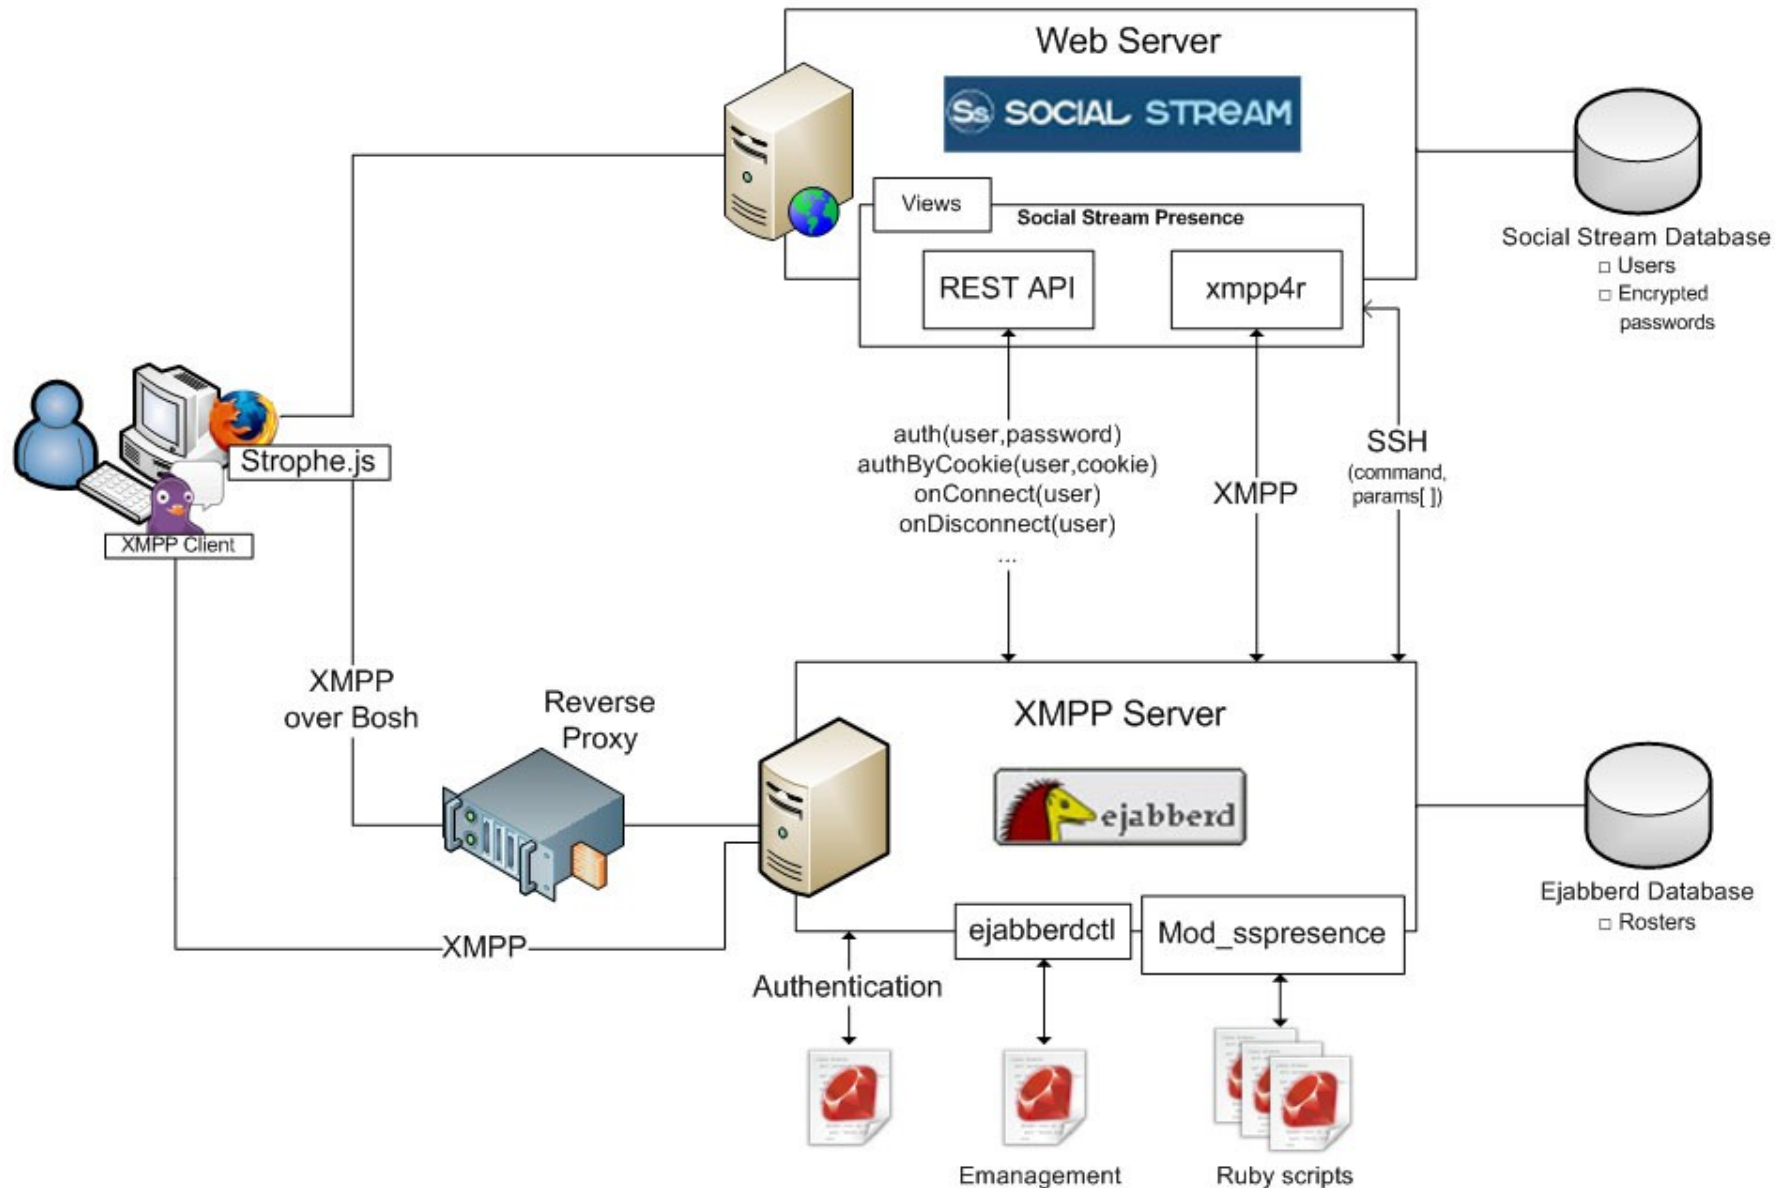 Web Server
Ss SOCIAL STREAM
Views
Social Stream Presence
REST API
xmpp4r
Social Stream Database
Users
Encrypted
passwords
auth(user,password)
authByCookie(user,cookie)
onConnect(user)
onDisconnect(user)
...
XMPP
SSH
(command,
params[ ])
Strophe.js
XMPP Client
XMPP
over Bosh
Reverse
Proxy
XMPP Server
ejabberd
Ejabberd Database
Rosters
ejabberdctl
Mod_sspresence
XMPP
Authentication
Emanagement
Ruby scripts